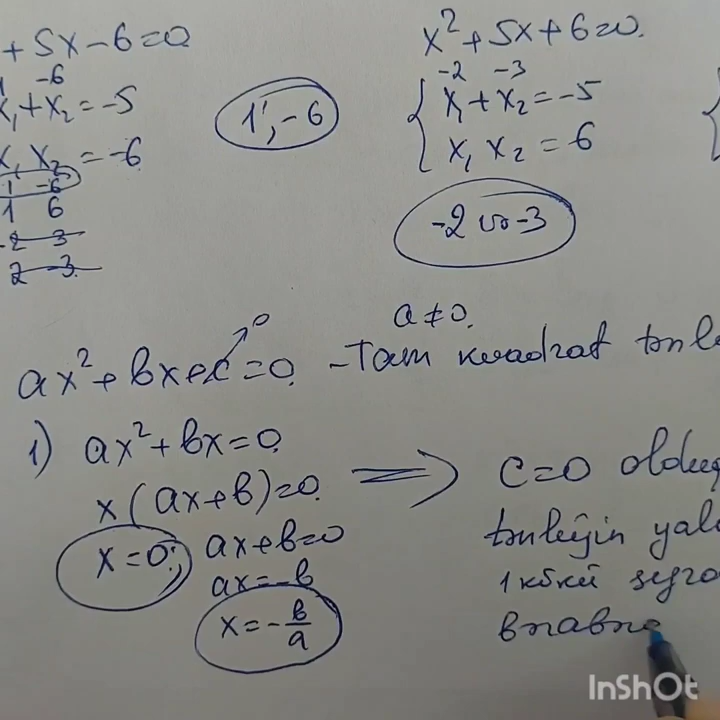 + 5x - 6 = 0
1 -6
x₁ + x₂ = -5
x₁ x₂ = -6
1 -6
1 6
-2 3
2 -3
1; -6
x² + 5x + 6 = 0.
-2 -3
x₁ + x₂ = -5
x₁ x₂ = 6
-2 və -3
a ≠ 0.
0
ax² + bx + c = 0. - Tam kvadrat tənl
1) ax² + bx = 0.
x(ax + b) = 0. ⇒ c = 0 olduq
x = 0; ax + b = 0
ax = -b
x = -b/a
tənliyin yal
1 kökü
InShOt